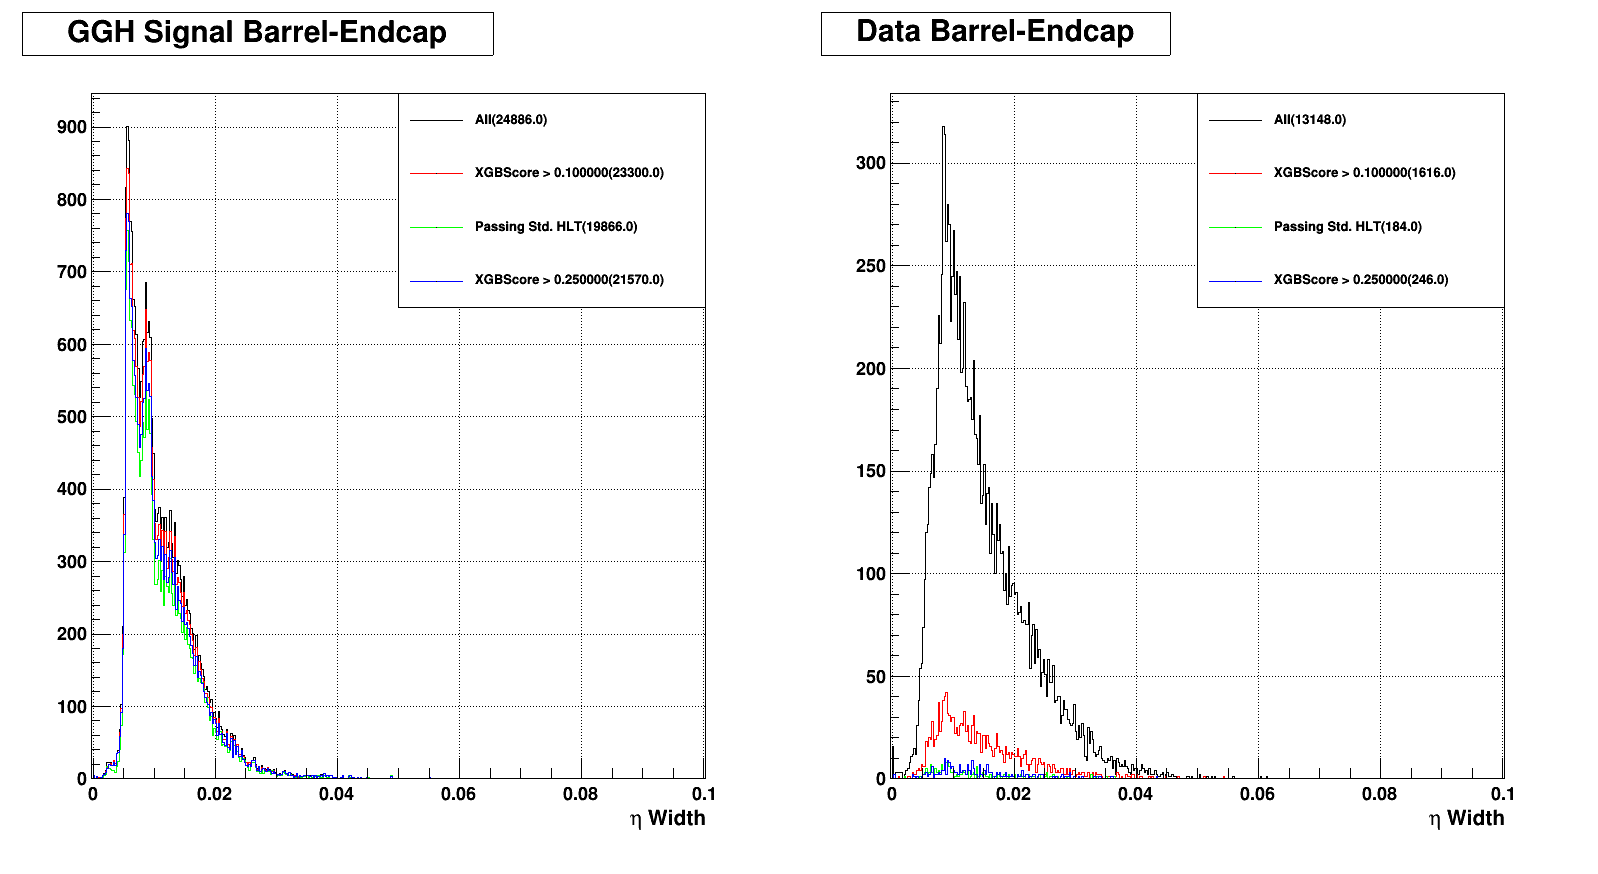 GGH Signal Barrel-Endcap
900
800
700
600
500
400
300
200
100
0
0 0.02 0.04 0.06 0.08 0.1
η Width
All(24886.0)
XGBScore > 0.100000(23300.0)
Passing Std. HLT(19866.0)
XGBScore > 0.250000(21570.0)
Data Barrel-Endcap
300
250
200
150
100
50
0
0 0.02 0.04 0.06 0.08 0.1
η Width
All(13148.0)
XGBScore > 0.100000(1616.0)
Passing Std. HLT(184.0)
XGBScore > 0.250000(246.0)